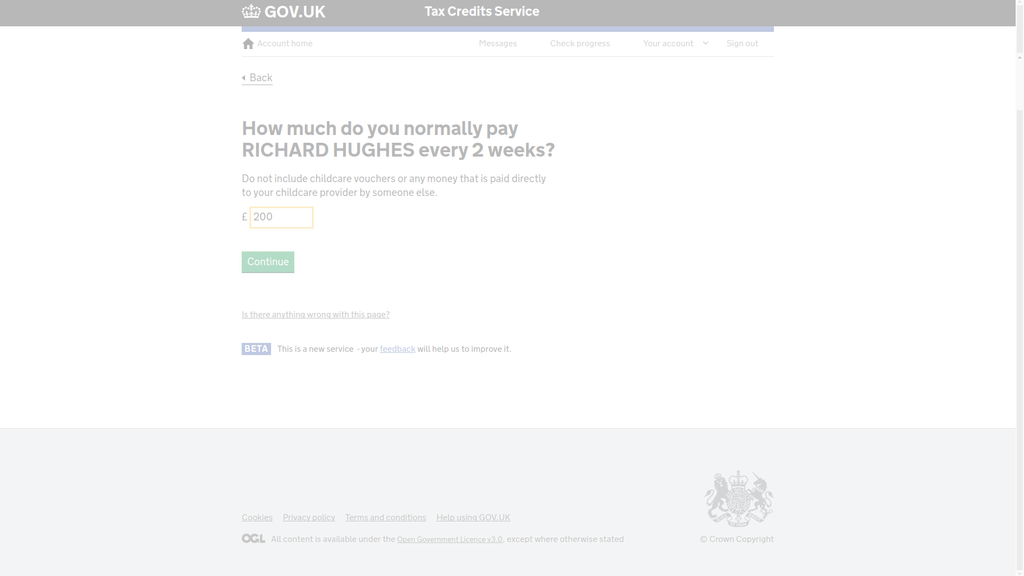 GOV.UK
Tax Credits Service
Account home
Messages
Check progress
Your account
Sign out
Back
How much do you normally pay
RICHARD HUGHES every 2 weeks?
Do not include childcare vouchers or any money that is paid directly
to your childcare provider by someone else.
£ 200
Continue
Is there anything wrong with this page?
BETA This is a new service - your feedback will help us to improve it.
Cookies Privacy policy Terms and conditions Help using GOV.UK
OGL All content is available under the Open Government Licence v3.0, except where otherwise stated
© Crown Copyright